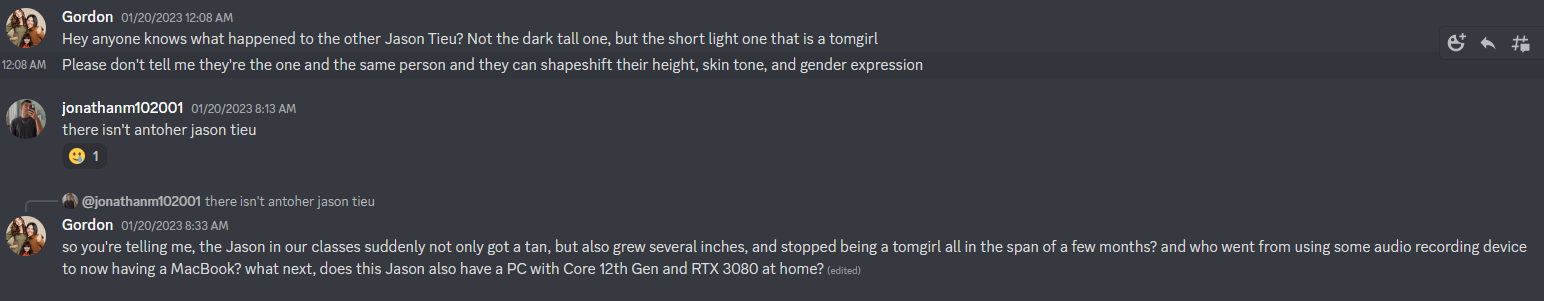 Gordon 01/20/2023 12:08 AM
Hey anyone knows what happened to the other Jason Tieu? Not the dark tall one, but the short light one that is a tomgirl
12:08 AM Please don't tell me they're the one and the same person and they can shapeshift their height, skin tone, and gender expression
jonathanm102001 01/20/2023 8:13 AM
there isn't antoher jason tieu
1
@jonathanm102001 there isn't antoher jason tieu
Gordon 01/20/2023 8:33 AM
so you're telling me, the Jason in our classes suddenly not only got a tan, but also grew several inches, and stopped being a tomgirl all in the span of a few months? and who went from using some audio recording device
to now having a MacBook? what next, does this Jason also have a PC with Core 12th Gen and RTX 3080 at home? (edited)